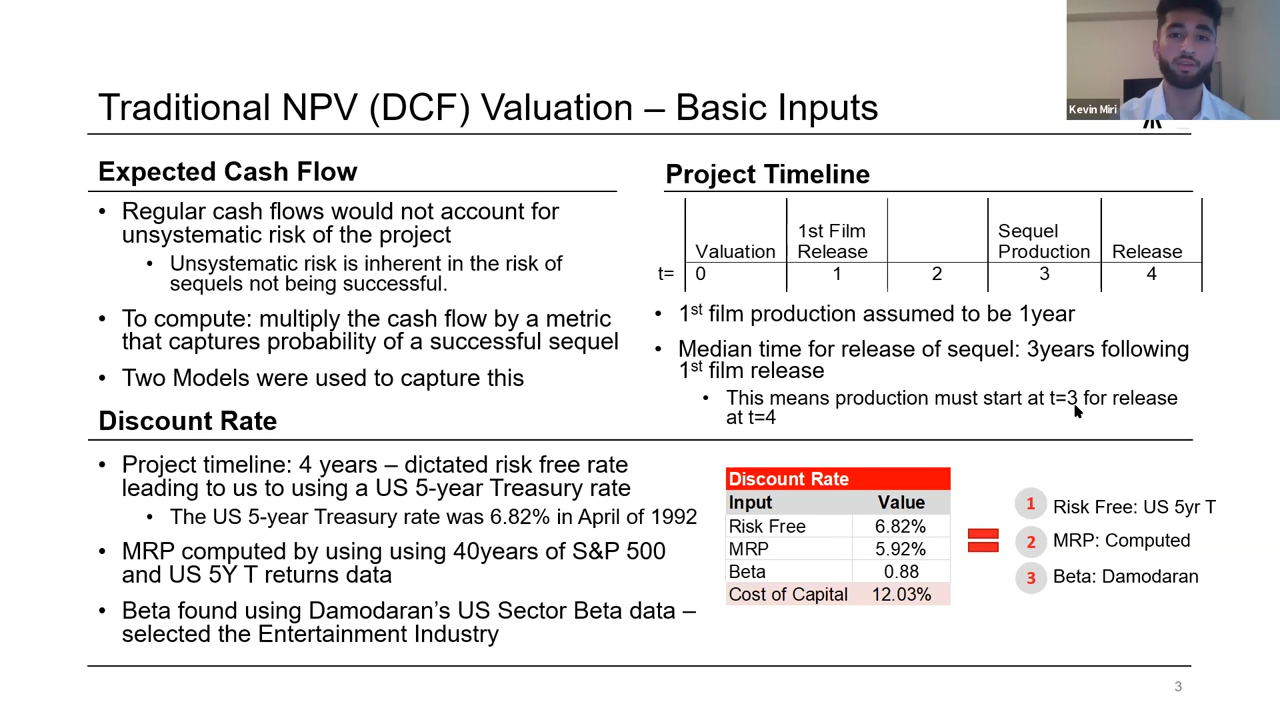 Kevin Miri
Traditional NPV (DCF) Valuation – Basic Inputs
Expected Cash Flow
• Regular cash flows would not account for
unsystematic risk of the project
• Unsystematic risk is inherent in the risk of
sequels not being successful.
• To compute: multiply the cash flow by a metric
that captures probability of a successful sequel
• Two Models were used to capture this
Project Timeline
Valuation 1st Film Release Sequel Production Release
t= 0 1 2 3 4
• 1st film production assumed to be 1year
• Median time for release of sequel: 3years following
1st film release
• This means production must start at t=3 for release
at t=4
Discount Rate
• Project timeline: 4 years – dictated risk free rate
leading to us to using a US 5-year Treasury rate
• The US 5-year Treasury rate was 6.82% in April of 1992
• MRP computed by using using 40years of S&P 500
and US 5Y T returns data
• Beta found using Damodaran’s US Sector Beta data –
selected the Entertainment Industry
Discount Rate
Input Value
Risk Free 6.82%
MRP 5.92%
Beta 0.88
Cost of Capital 12.03%
1 Risk Free: US 5yr T
2 MRP: Computed
3 Beta: Damodaran
3